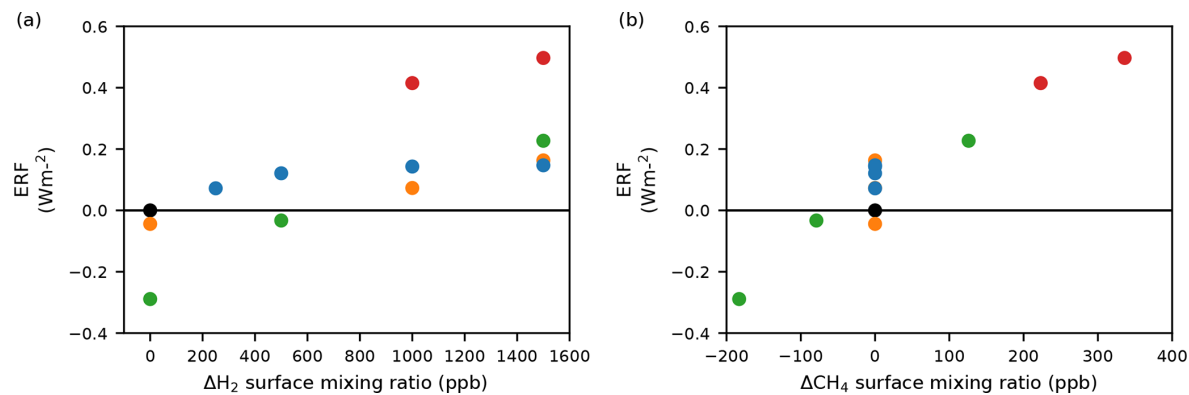 (a)
0.6
0.4
0.2
0.0
−0.2
−0.4
ERF
(Wm-²)
0 200 400 600 800 1000 1200 1400 1600
ΔH₂ surface mixing ratio (ppb)
(b)
0.6
0.4
0.2
0.0
−0.2
−0.4
ERF
(Wm-²)
−200 −100 0 100 200 300 400
ΔCH₄ surface mixing ratio (ppb)